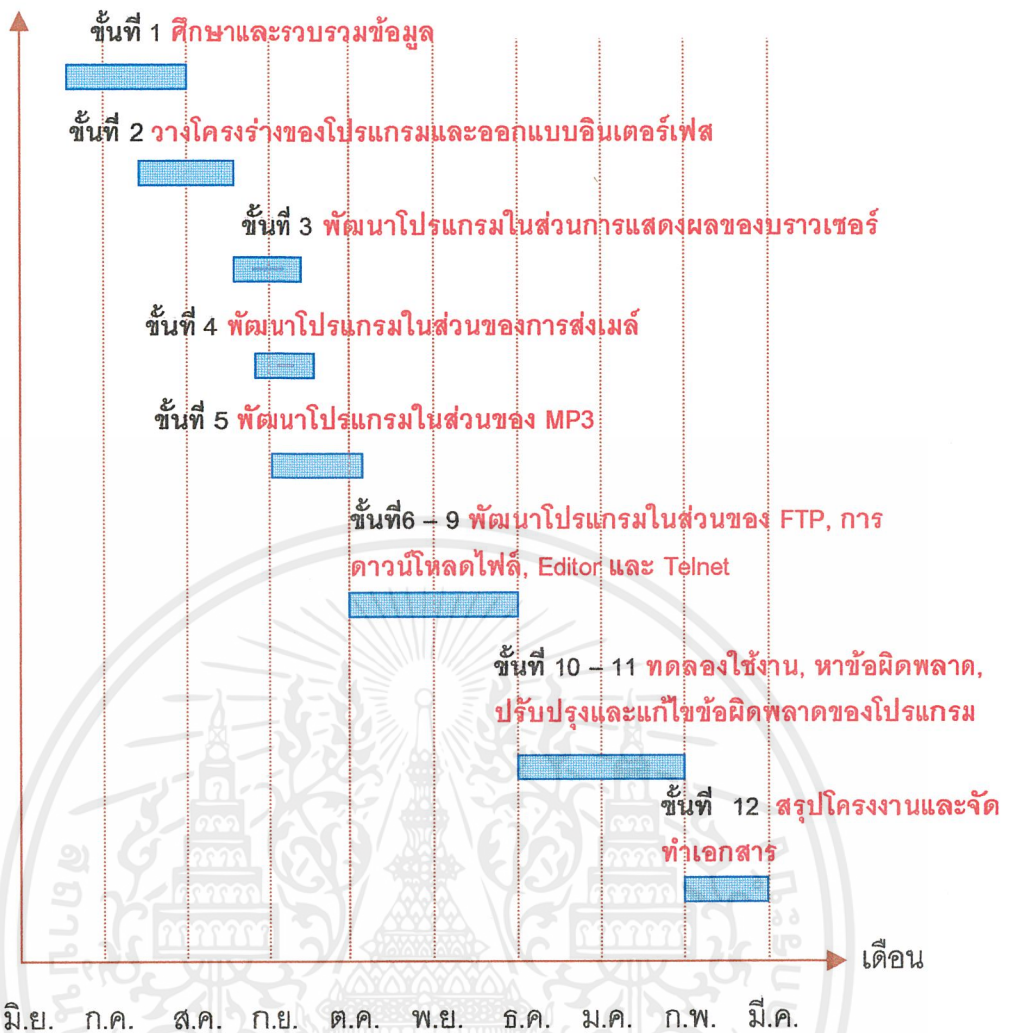 ขั้นที่ 1 ศึกษาและรวบรวมข้อมูล
ขั้นที่ 2 วางโครงร่างของโปรแกรมและออกแบบอินเตอร์เฟส
ขั้นที่ 3 พัฒนาโปรแกรมในส่วนการแสดงผลของบราวเซอร์
ขั้นที่ 4 พัฒนาโปรแกรมในส่วนของการส่งเมล์
ขั้นที่ 5 พัฒนาโปรแกรมในส่วนของ MP3
ขั้นที่6 – 9 พัฒนาโปรแกรมในส่วนของ FTP, การ
ดาวน์โหลดไฟล์, Editor และ Telnet
ขั้นที่ 10 – 11 ทดลองใช้งาน, หาข้อผิดพลาด,
ปรับปรุงและแก้ไขข้อผิดพลาดของโปรแกรม
ขั้นที่ 12 สรุปโครงงานและจัด
ทำเอกสาร
เดือน
มิ.ย. ก.ค. ส.ค. ก.ย. ต.ค. พ.ย. ธ.ค. ม.ค. ก.พ. มี.ค.